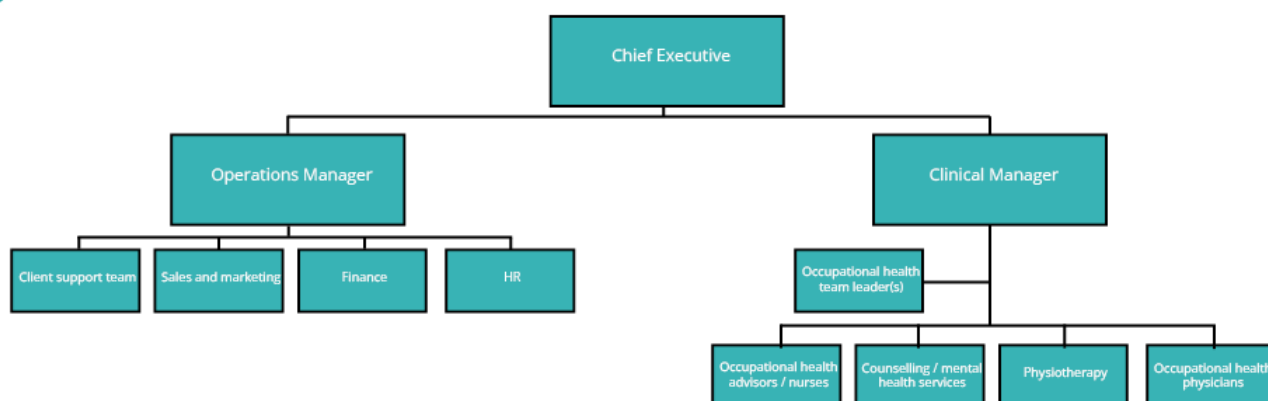 Chief Executive
Operations Manager
Clinical Manager
Client support team
Sales and marketing
Finance
HR
Occupational health
team leader(s)
Occupational health
advisors / nurses
Counselling / mental
health services
Physiotherapy
Occupational health
physicians